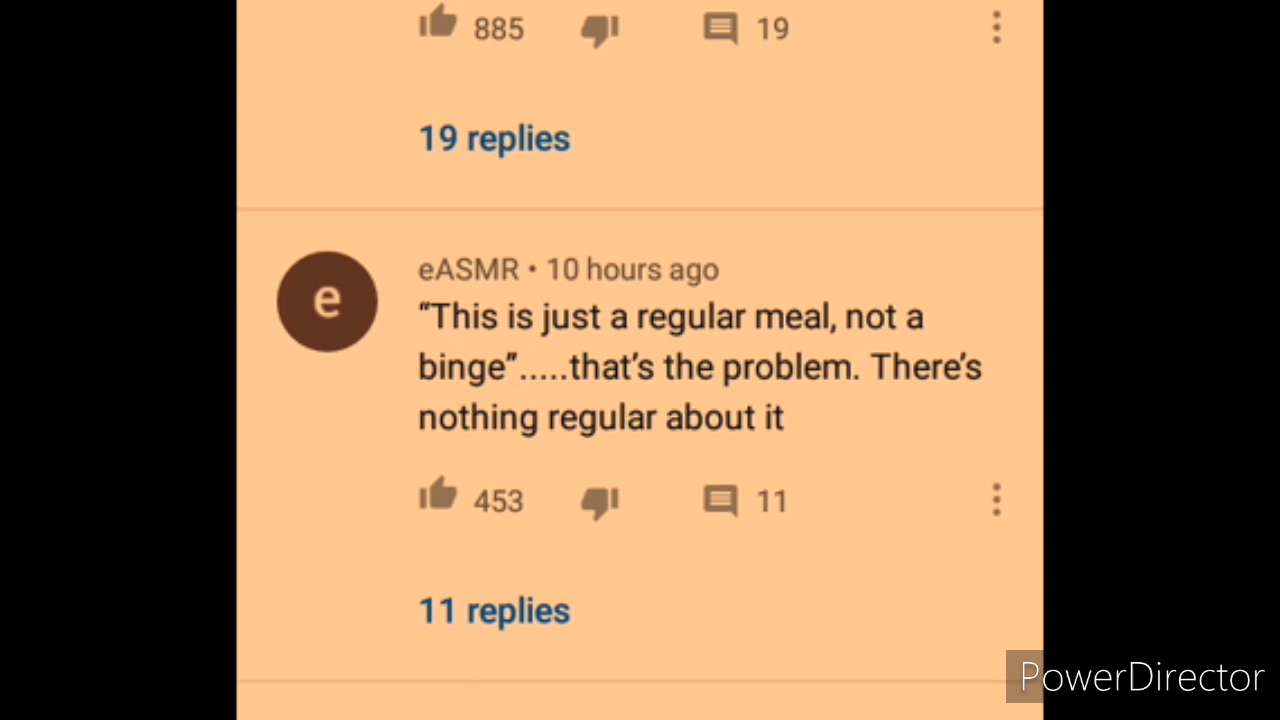 885 19
19 replies
e
eASMR • 10 hours ago
“This is just a regular meal, not a
binge”.....that’s the problem. There’s
nothing regular about it
453 11
11 replies
PowerDirector